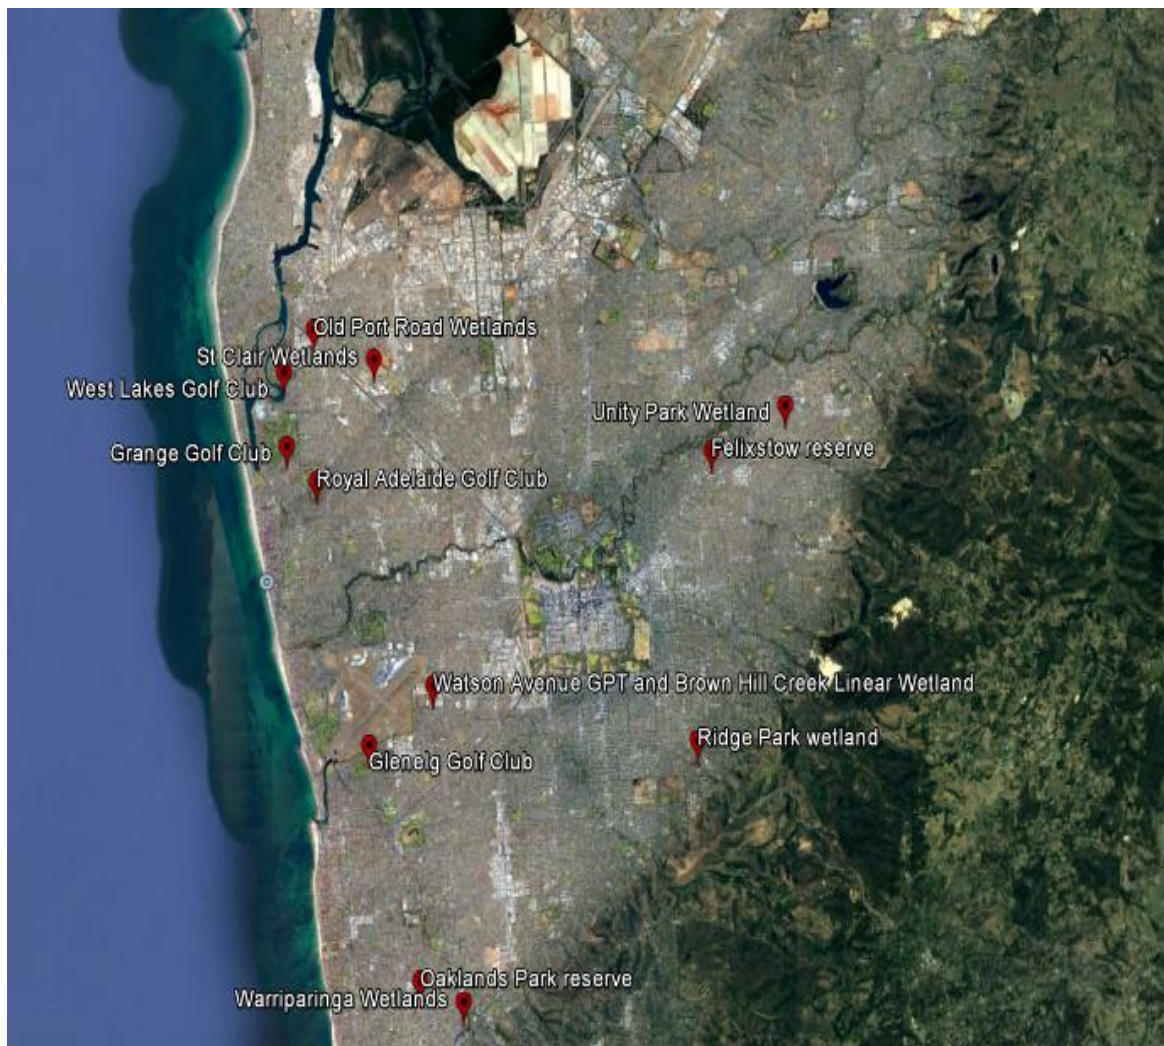 Old Port Road Wetlands
St Clair Wetlands
West Lakes Golf Club
Unity Park Wetland
Felixstow reserve
Grange Golf Club
Royal Adelaide Golf Club
Watson Avenue GPT and Brown Hill Creek Linear Wetland
Ridge Park wetland
Glenelg Golf Club
Oaklands Park reserve
Warriparinga Wetlands